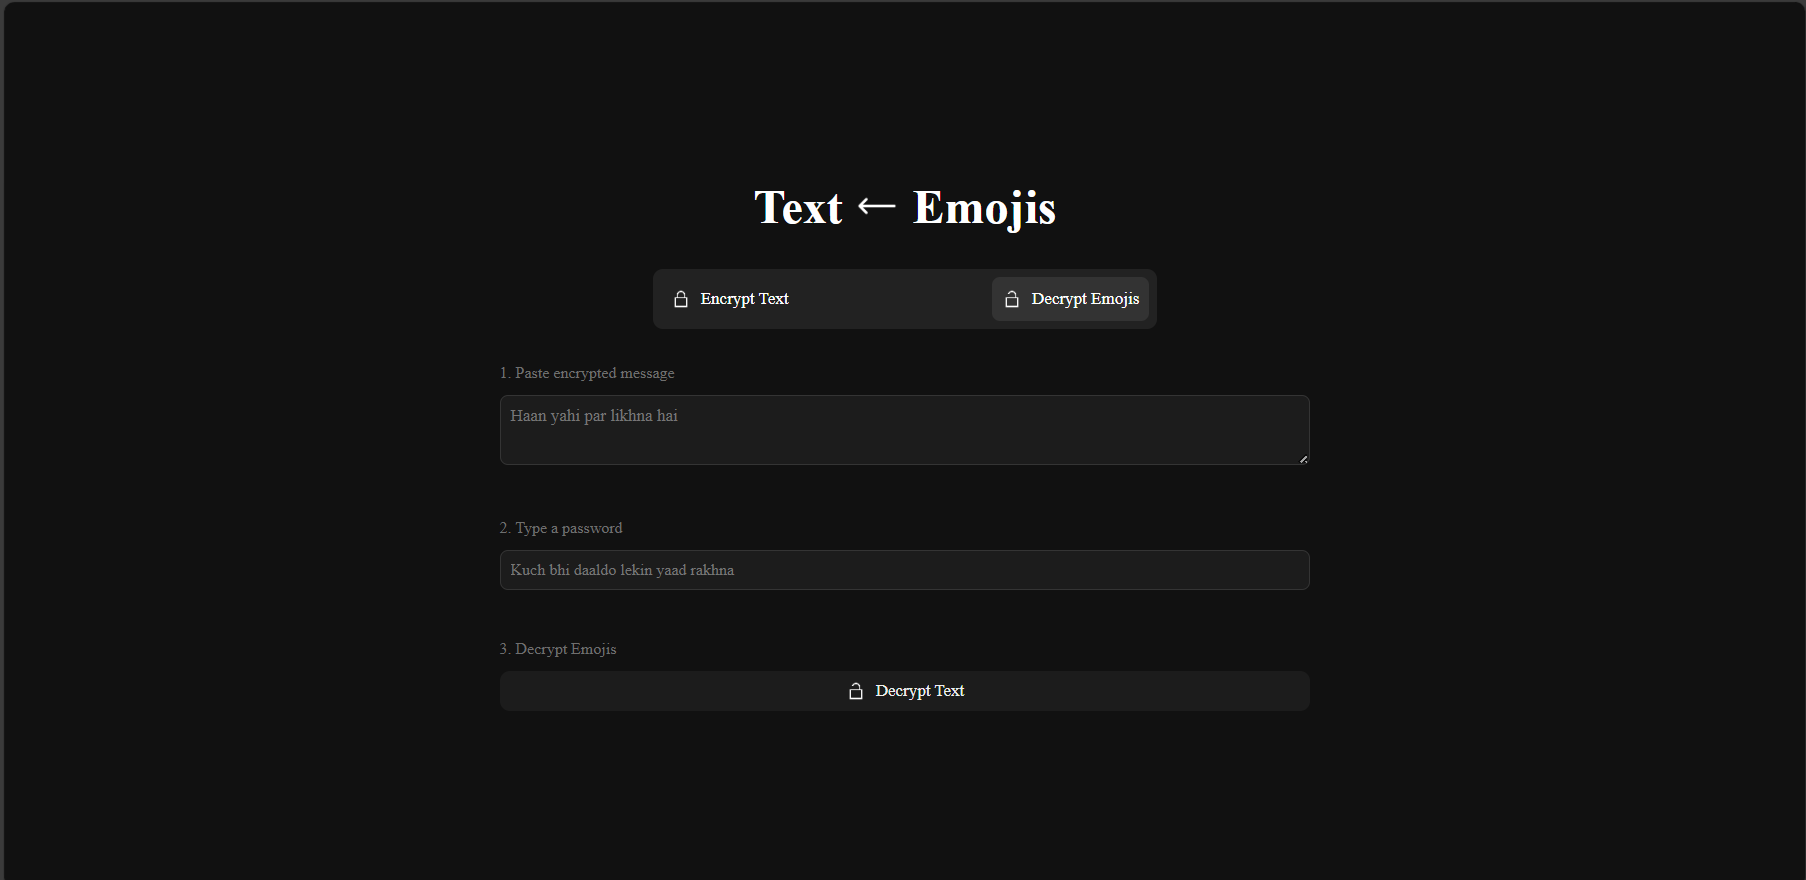 Text ← Emojis
Encrypt Text
Decrypt Emojis
1. Paste encrypted message
Haan yahi par likhna hai
2. Type a password
Kuch bhi daaldo lekin yaad rakhna
3. Decrypt Emojis
Decrypt Text